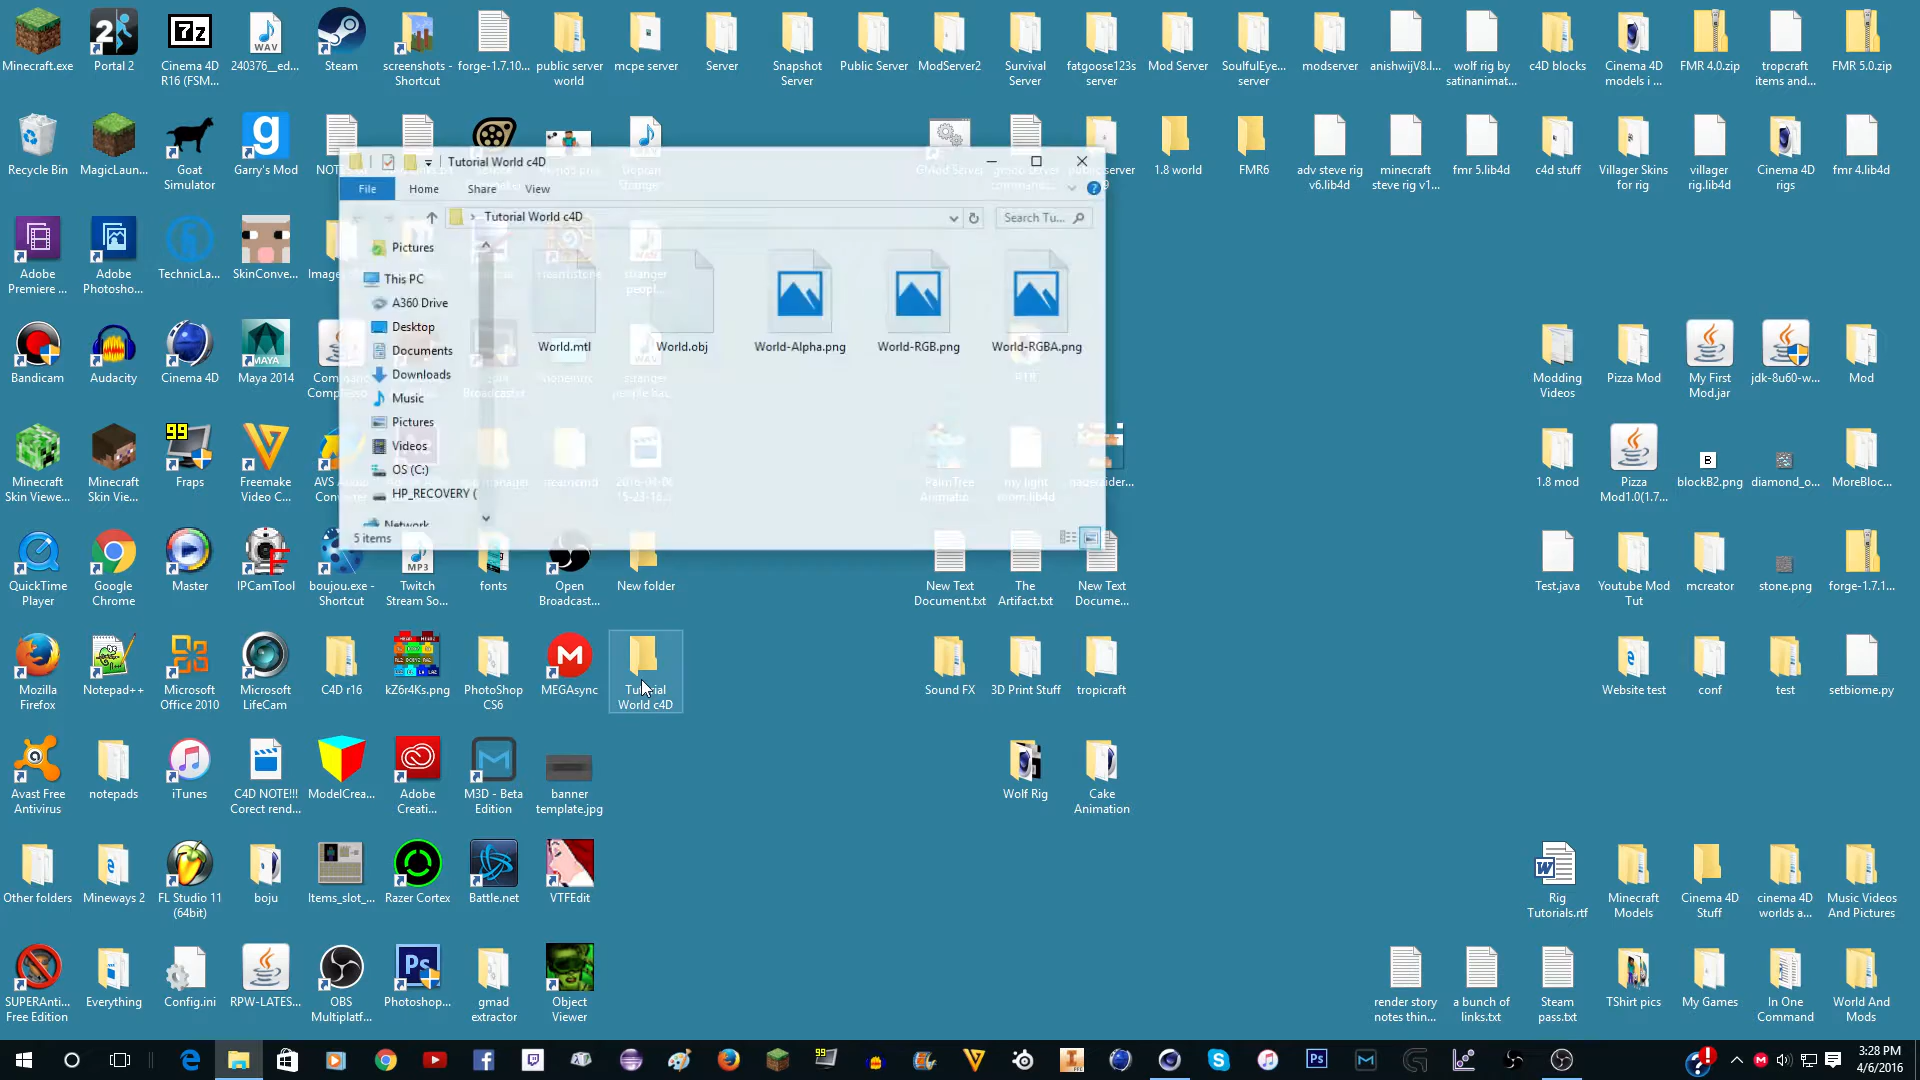 Minecraft.exe
Portal 2
Cinema 4D
R16 (FSM...
240376__ed...
Steam
screenshots -
Shortcut
forge-1.7.10...
public server
world
mcpe server
Server
Snapshot
Server
Public Server
ModServer2
Survival
Server
fatgoose123s
server
Mod Server
SoulfulEye...
server
modserver
anishwijV8.l...
wolf rig by
satinanimat...
c4D blocks
Cinema 4D
models i ...
FMR 4.0.zip
tropcraft
items and...
FMR 5.0.zip
Recycle Bin
MagicLaun...
Goat
Simulator
Garry's Mod
1.8 world
FMR6
adv steve rig
v6.lib4d
minecraft
steve rig v1...
fmr 5.lib4d
c4d stuff
Villager Skins
for rig
villager
rig.lib4d
Cinema 4D
rigs
fmr 4.lib4d
Tutorial World c4D
File
Home
Share
View
Tutorial World c4D
Search Tu...
Pictures
This PC
A360 Drive
Desktop
Documents
Downloads
Music
Pictures
Videos
OS (C:)
HP_RECOVERY (
Network
World.mtl
World.obj
World-Alpha.png
World-RGB.png
World-RGBA.png
5 items
Adobe
Premiere ...
Adobe
Photosho...
TechnicLa...
SkinConve...
Bandicam
Audacity
Cinema 4D
Maya 2014
Modding
Videos
Pizza Mod
My First
Mod.jar
jdk-8u60-w...
Mod
Minecraft
Skin Viewe...
Minecraft
Skin Vie...
Fraps
Freemake
Video C...
1.8 mod
Pizza
Mod1.0(1.7...
blockB2.png
diamond_o...
MoreBloc...
QuickTime
Player
Google
Chrome
Master
IPCamTool
boujou.exe -
Shortcut
Twitch
Stream So...
fonts
Open
Broadcast...
New folder
New Text
Document.txt
The
Artifact.txt
New Text
Docume...
Test.java
Youtube Mod
Tut
mcreator
stone.png
forge-1.7.1...
Mozilla
Firefox
Notepad++
Microsoft
Office 2010
Microsoft
LifeCam
C4D r16
kZ6r4Ks.png
PhotoShop
CS6
MEGAsync
Tutorial
World c4D
Sound FX
3D Print Stuff
tropicraft
Website test
conf
test
setbiome.py
Avast Free
Antivirus
notepads
iTunes
C4D NOTE!!!
Corect rend...
ModelCrea...
Adobe
Creati...
M3D - Beta
Edition
banner
template.jpg
Wolf Rig
Cake
Animation
Other folders
Mineways 2
FL Studio 11
(64bit)
boju
Items_slot_...
Razer Cortex
Battle.net
VTFEdit
Rig
Tutorials.rtf
Minecraft
Models
Cinema 4D
Stuff
cinema 4D
worlds a...
Music Videos
And Pictures
SUPERAnti...
Free Edition
Everything
Config.ini
RPW-LATES...
OBS
Multiplatf...
Photoshop...
gmad
extractor
Object
Viewer
render story
notes thin...
a bunch of
links.txt
Steam
pass.txt
TShirt pics
My Games
In One
Command
World And
Mods
3:28 PM
4/6/2016